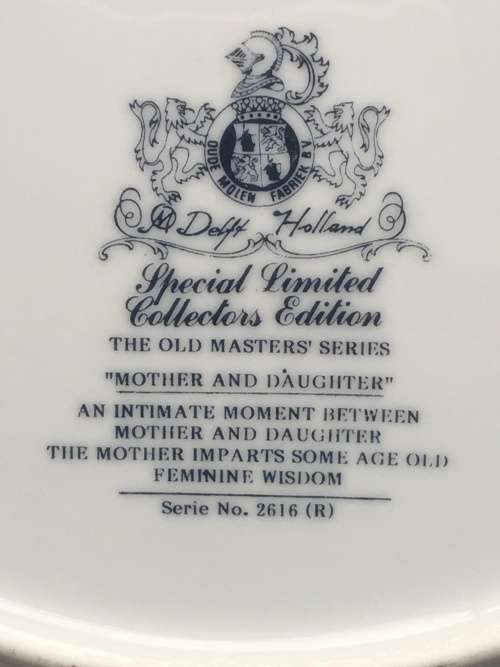 OUDE MOLEN FABRIEK B.V.
Delft Holland
Special Limited
Collectors Edition
THE OLD MASTERS' SERIES
"MOTHER AND DAUGHTER"
AN INTIMATE MOMENT BETWEEN
MOTHER AND DAUGHTER
THE MOTHER IMPARTS SOME AGE OLD
FEMININE WISDOM
Serie No. 2616 (R)